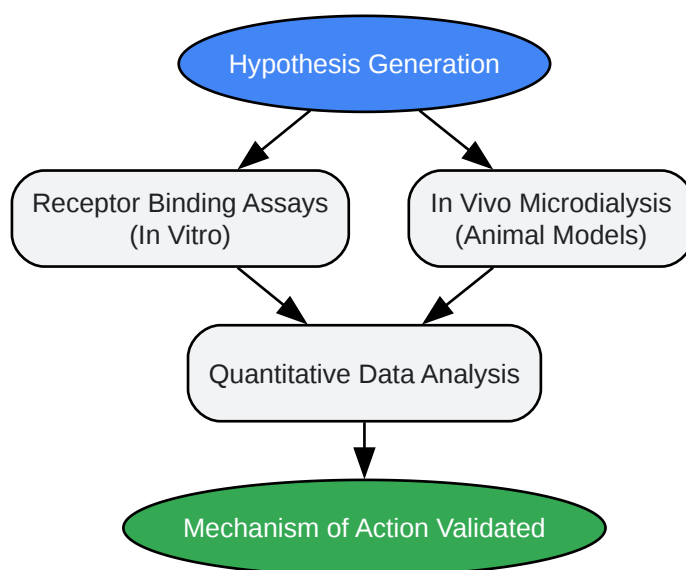 Hypothesis Generation
Receptor Binding Assays
(In Vitro)
In Vivo Microdialysis
(Animal Models)
Quantitative Data Analysis
Mechanism of Action Validated